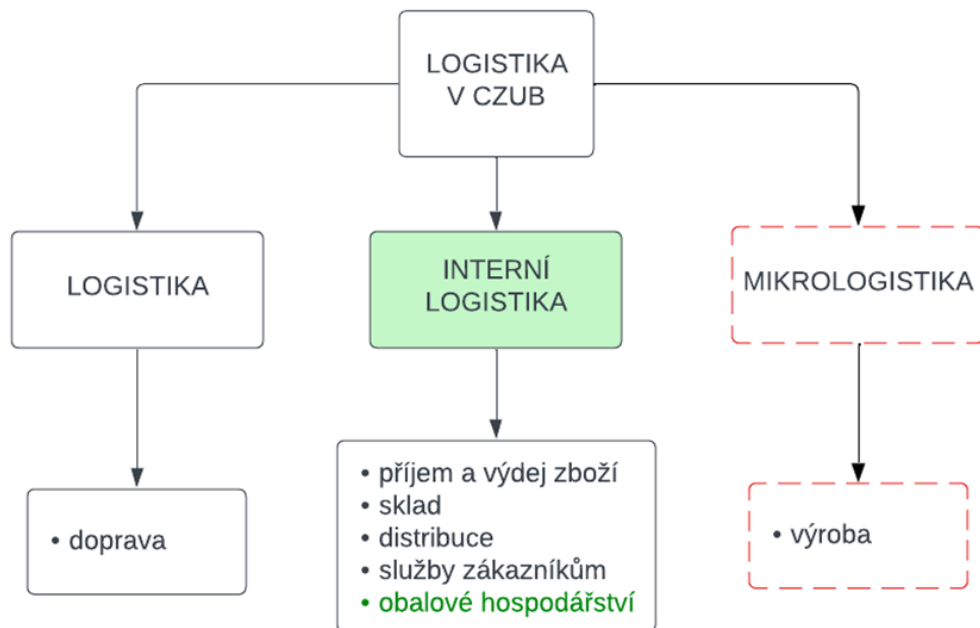 LOGISTIKA
V CZUB
LOGISTIKA
INTERNÍ
LOGISTIKA
MIKROLOGISTIKA
• doprava
• příjem a výdej zboží
• sklad
• distribuce
• služby zákazníkům
• obalové hospodářství
• výroba